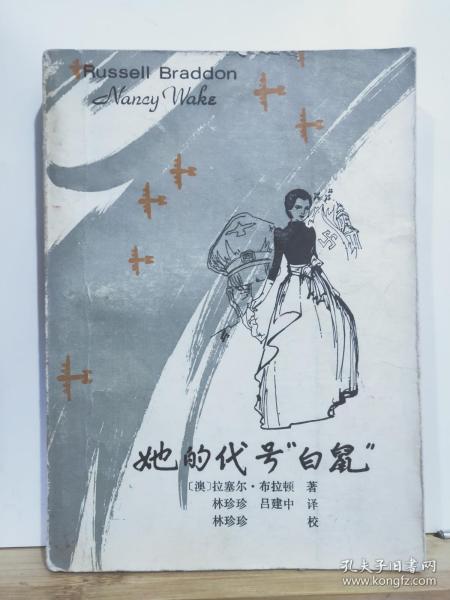 Russell Braddon
Nancy Wake
她的代号“白鼠”
〔澳〕拉塞尔·布拉顿 著
林珍珍 吕建中 译
林珍珍 校
孔夫子旧书网
www.kongfz.com